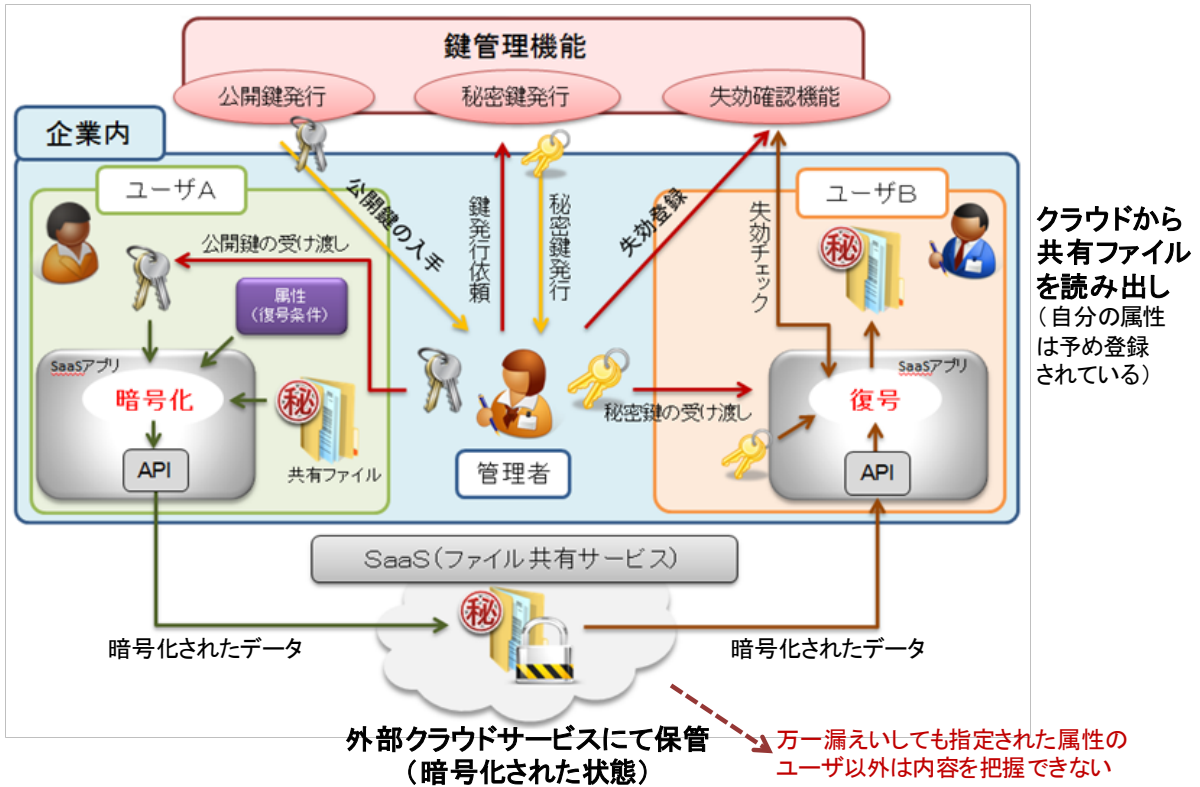 鍵管理機能
公開鍵発行
秘密鍵発行
失効確認機能
企業内
ユーザA
公開鍵の受け渡し
公開鍵の入手
鍵発行依頼
秘密鍵発行
失効登録
失効チェック
ユーザB
秘
クラウドから
共有ファイル
を読み出し
(自分の属性
は予め登録
されている)
属性
(復号条件)
SaaSアプリ
暗号化
API
秘
共有ファイル
管理者
秘密鍵の受け渡し
SaaSアプリ
復号
API
SaaS(ファイル共有サービス)
秘
暗号化されたデータ
暗号化されたデータ
外部クラウドサービスにて保管
(暗号化された状態)
万一漏えいしても指定された属性の
ユーザ以外は内容を把握できない